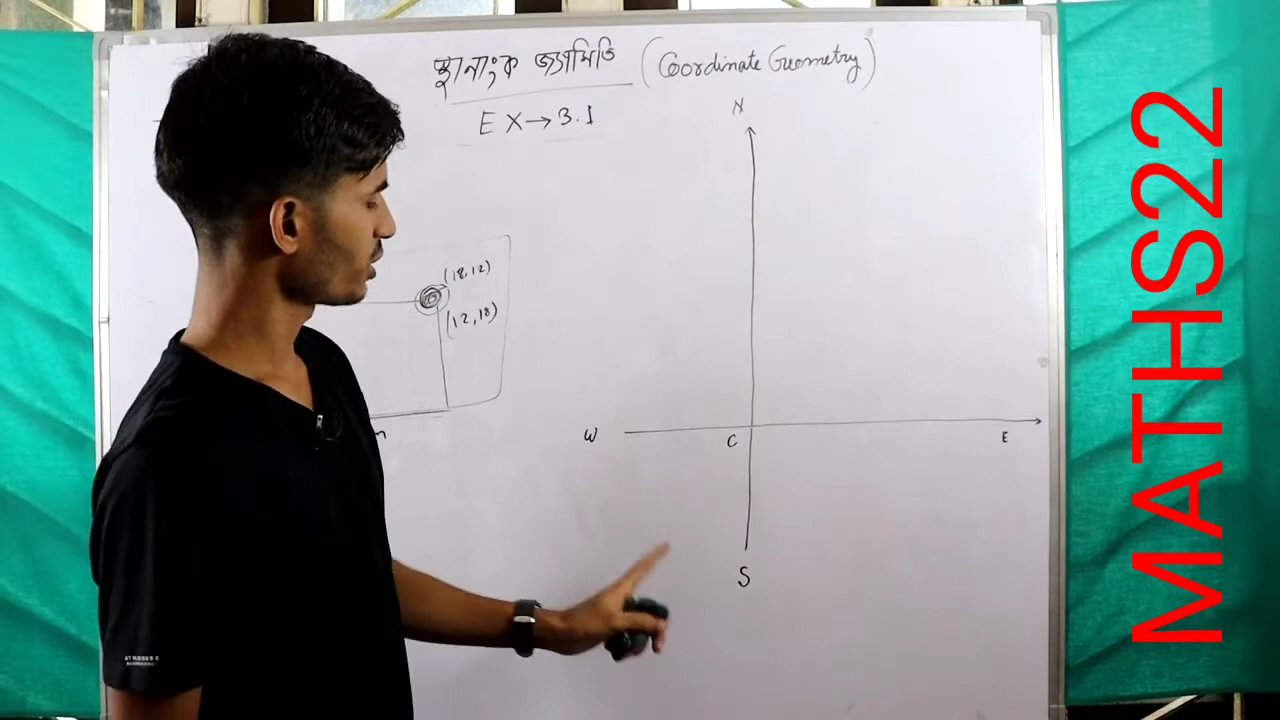 স্থানাংক জ্যামিতি (Coordinate Geometry)
EX→3.1
N
(18,12)
(12,18)
W
C
E
S
MATHS22